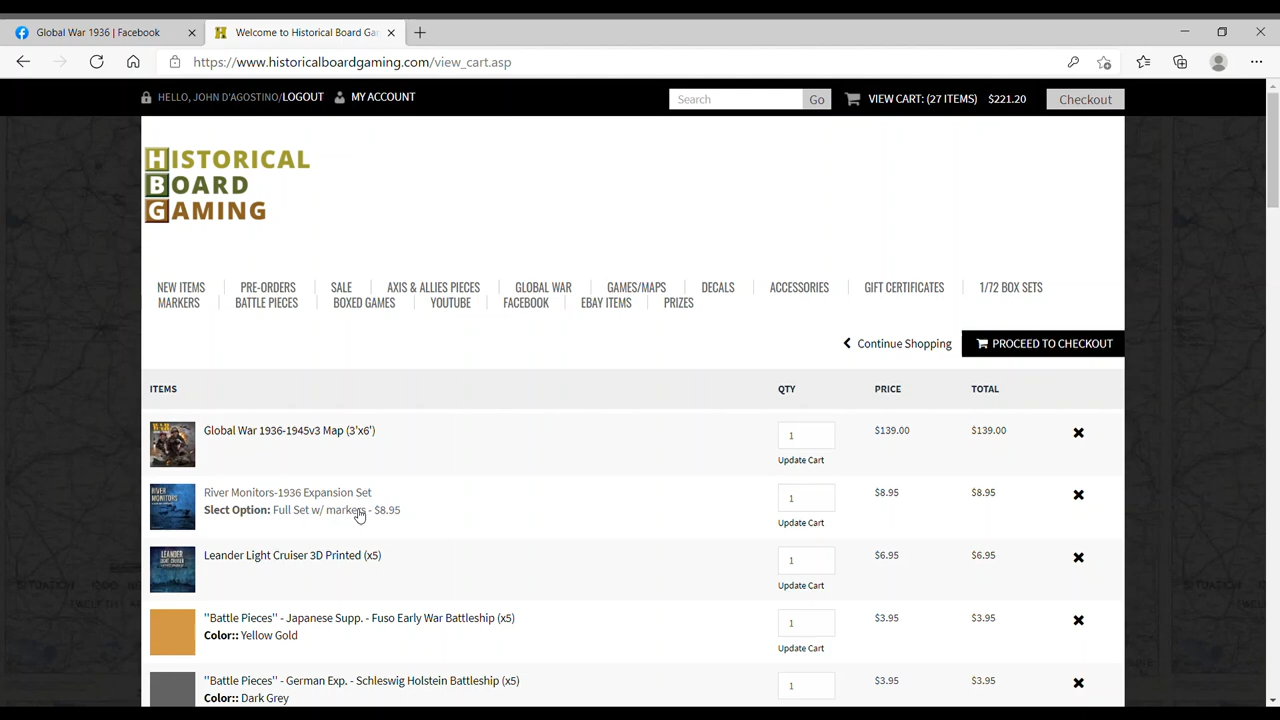 Global War 1936 | Facebook
Welcome to Historical Board Ga
https://www.historicalboardgaming.com/view_cart.asp
HELLO, JOHN D'AGOSTINO/LOGOUT MY ACCOUNT
Search Go
VIEW CART: (27 ITEMS) $221.20 Checkout
HISTORICAL
BOARD
GAMING
NEW ITEMS PRE-ORDERS SALE AXIS & ALLIES PIECES GLOBAL WAR GAMES/MAPS DECALS ACCESSORIES GIFT CERTIFICATES 1/72 BOX SETS
MARKERS BATTLE PIECES BOXED GAMES YOUTUBE FACEBOOK EBAY ITEMS PRIZES
Continue Shopping PROCEED TO CHECKOUT
ITEMS QTY PRICE TOTAL
WAR
Global War 1936-1945v3 Map (3'x6') 1 $139.00 $139.00
Update Cart
RIVER
MONITORS
River Monitors-1936 Expansion Set 1 $8.95 $8.95
Slect Option: Full Set w/ markers - $8.95
Update Cart
LEANDER
Leander Light Cruiser 3D Printed (x5) 1 $6.95 $6.95
Update Cart
"Battle Pieces" - Japanese Supp. - Fuso Early War Battleship (x5) 1 $3.95 $3.95
Color:: Yellow Gold
Update Cart
"Battle Pieces" - German Exp. - Schleswig Holstein Battleship (x5) 1 $3.95 $3.95
Color:: Dark Grey